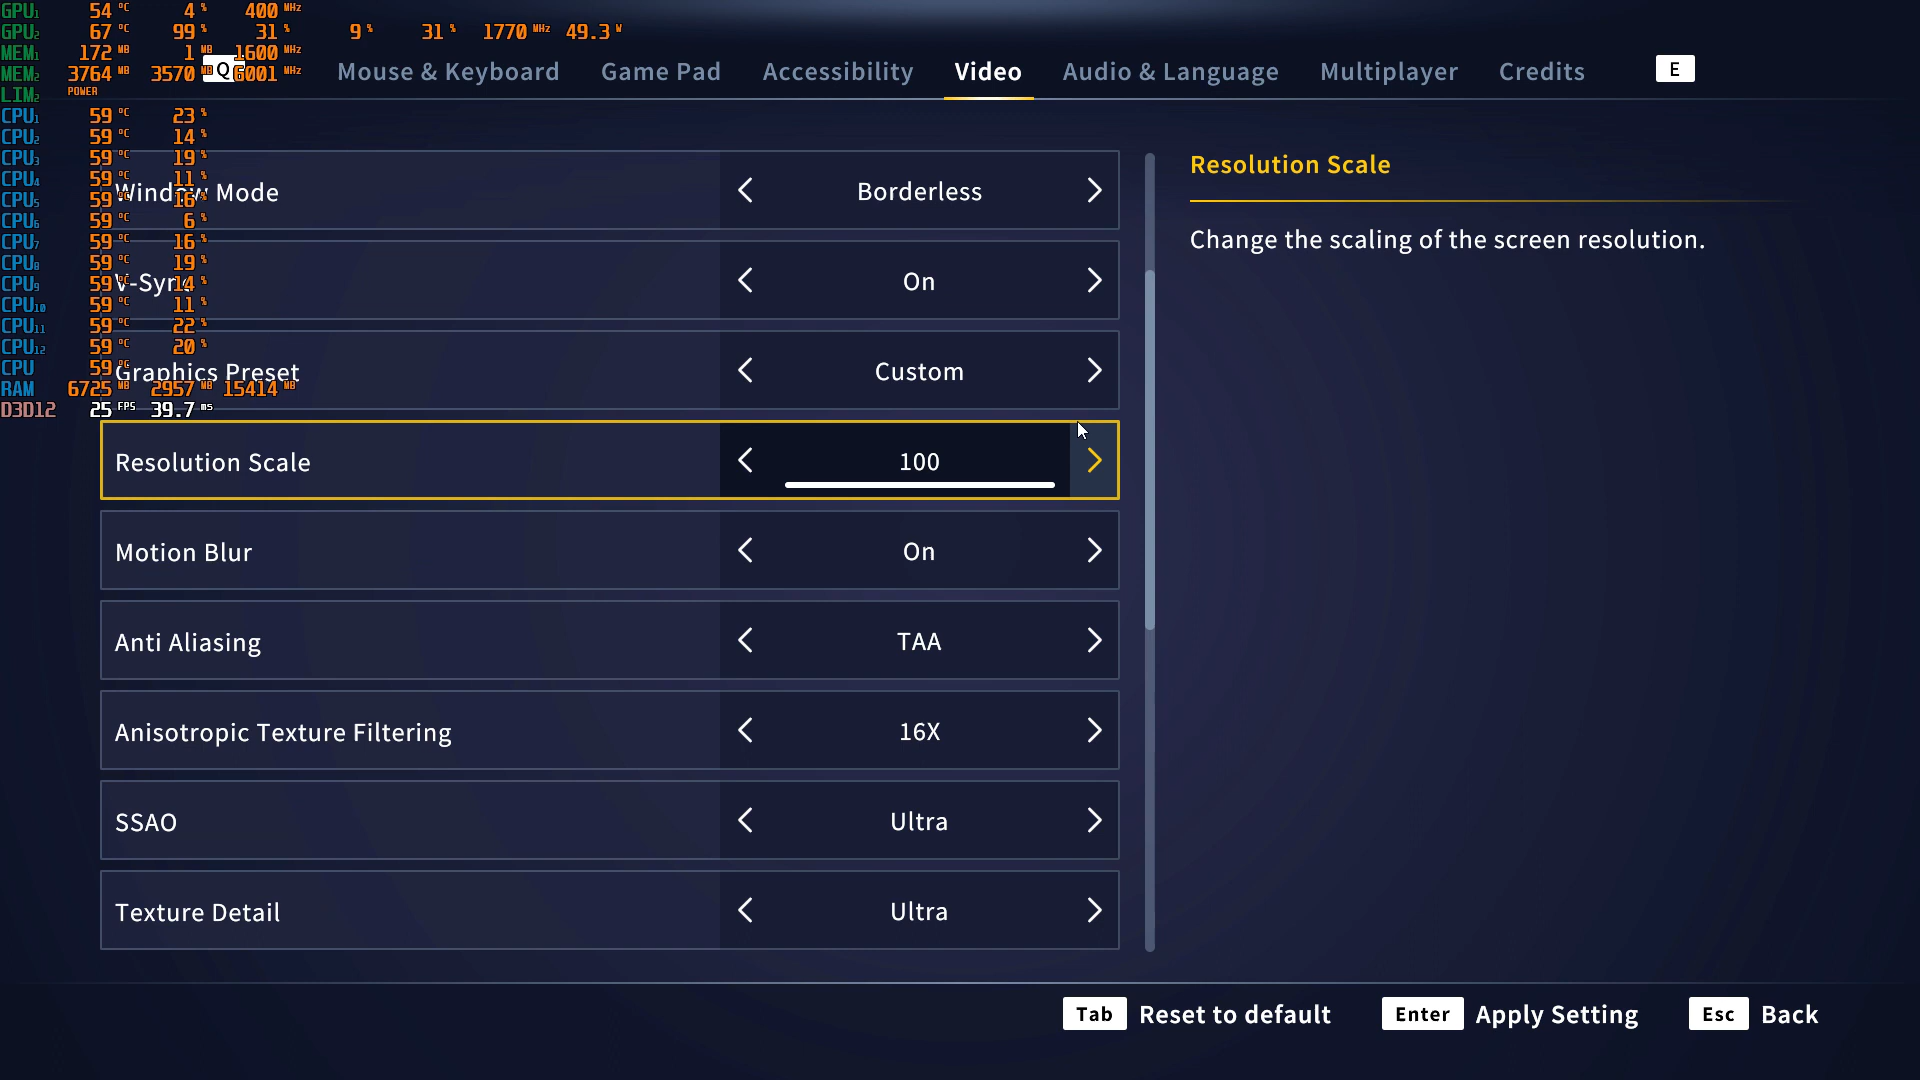 GPU₁ 54 °C 4 % 400 MHz
GPU₂ 67 °C 99 % 31 % 9 % 31 % 1770 MHz 49.3 W
MEM₁ 172 MB 1 MB 1600 MHz
MEM₂ 3764 MB 3570 MB 6001 MHz
Q Mouse & Keyboard Game Pad Accessibility Video Audio & Language Multiplayer Credits E
LIM₂ POWER
CPU₁ 59 °C 23 %
CPU₂ 59 °C 14 %
CPU₃ 59 °C 19 %
CPU₄ 59 °C 11 %
CPU₅ 59 °C 16 %
CPU₆ 59 °C 6 %
CPU₇ 59 °C 16 %
CPU₈ 59 °C 19 %
CPU₉ 59 °C 14 %
CPU₁₀ 59 °C 11 %
CPU₁₁ 59 °C 22 %
CPU₁₂ 59 °C 20 %
CPU 59 °C
RAM 6725 MB 2957 MB 15414 MB
D3D12 25 FPS 39.7 ms
Window Mode Borderless
V-Sync On
Graphics Preset Custom
Resolution Scale 100
Motion Blur On
Anti Aliasing TAA
Anisotropic Texture Filtering 16X
SSAO Ultra
Texture Detail Ultra
Resolution Scale
Change the scaling of the screen resolution.
Tab Reset to default Enter Apply Setting Esc Back